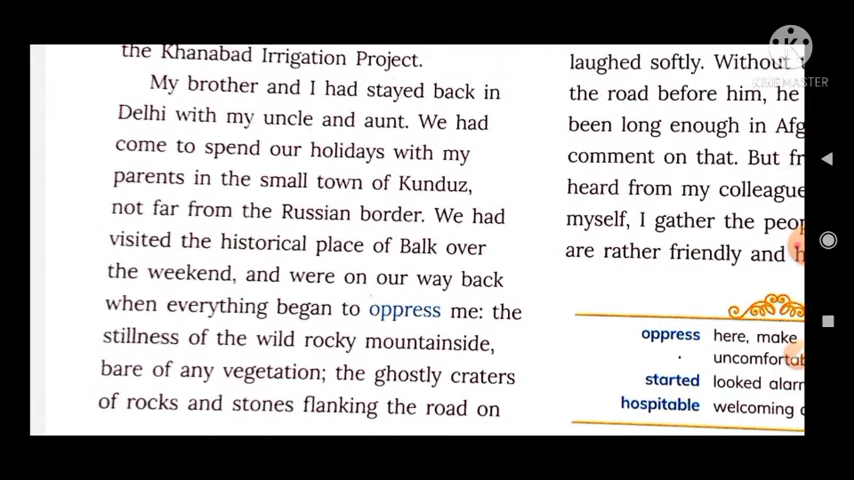 the Khanabad Irrigation Project.
My brother and I had stayed back in
Delhi with my uncle and aunt. We had
come to spend our holidays with my
parents in the small town of Kunduz,
not far from the Russian border. We had
visited the historical place of Balk over
the weekend, and were on our way back
when everything began to oppress me: the
stillness of the wild rocky mountainside,
bare of any vegetation; the ghostly craters
of rocks and stones flanking the road on
laughed softly. Without
the road before him, he
been long enough in Afg
comment on that. But fr
heard from my colleague
myself, I gather the peop
are rather friendly and h
oppress here, make
uncomfortab
started looked alarm
hospitable welcoming
K
KINEMASTER